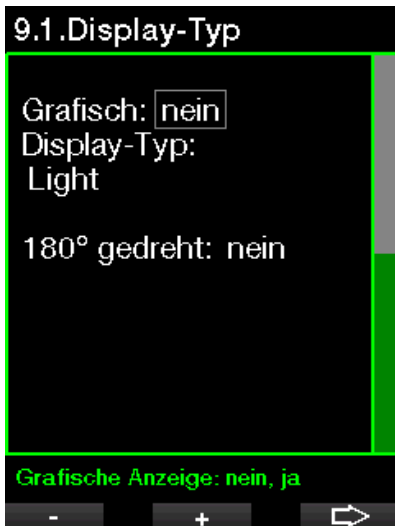 9.1.Display-Typ
Grafisch: nein
Display-Typ:
Light
180° gedreht: nein
Grafische Anzeige: nein, ja
- +